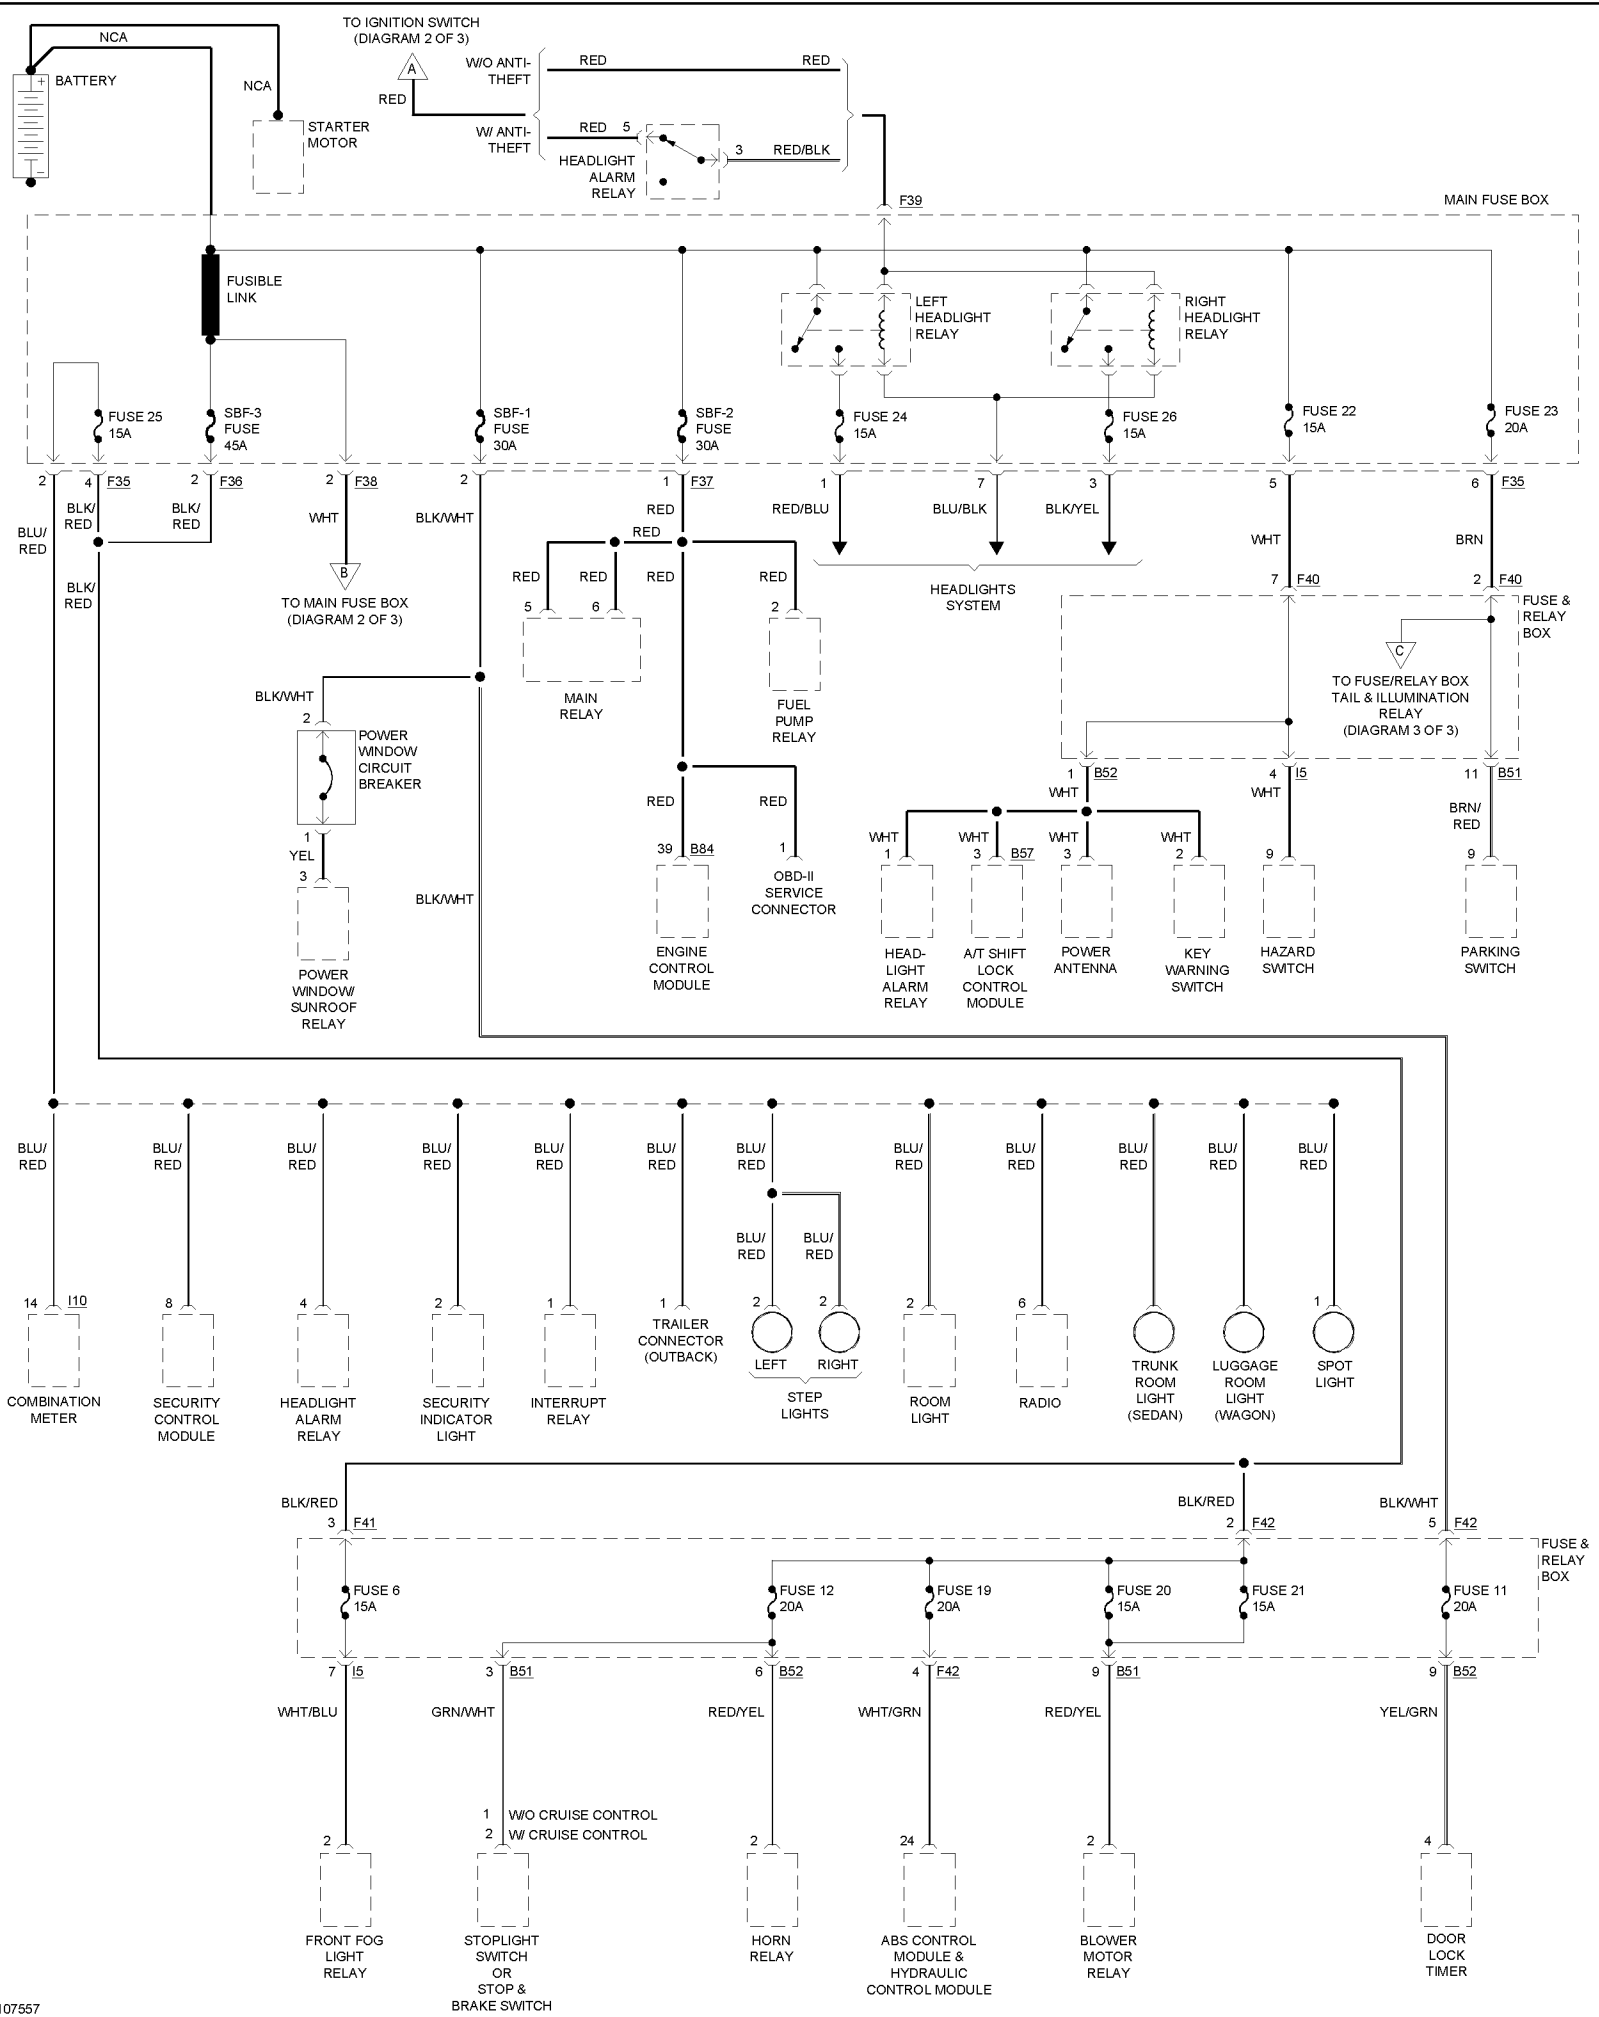 TO IGNITION SWITCH
(DIAGRAM 2 OF 3)
NCA
A
W/O ANTI-
THEFT
RED
RED
BATTERY
+
-
NCA
RED
STARTER
MOTOR
W/ ANTI-
THEFT
RED
5
3
RED/BLK
HEADLIGHT
ALARM
RELAY
F39
MAIN FUSE BOX
FUSIBLE
LINK
LEFT
HEADLIGHT
RELAY
RIGHT
HEADLIGHT
RELAY
FUSE 25
15A
SBF-3
FUSE
45A
SBF-1
FUSE
30A
SBF-2
FUSE
30A
FUSE 24
15A
FUSE 26
15A
FUSE 22
15A
FUSE 23
20A
2
4
F35
2
F36
2
F38
2
1
F37
1
7
3
5
6
F35
BLU/
RED
BLK/
RED
BLK/
RED
WHT
BLK/WHT
RED
RED/BLU
BLU/BLK
BLK/YEL
WHT
BRN
RED
BLK/
RED
B
TO MAIN FUSE BOX
(DIAGRAM 2 OF 3)
RED
RED
RED
RED
5
6
2
HEADLIGHTS
SYSTEM
7
F40
2
F40
FUSE &
RELAY
BOX
C
TO FUSE/RELAY BOX
TAIL & ILLUMINATION
RELAY
(DIAGRAM 3 OF 3)
MAIN
RELAY
FUEL
PUMP
RELAY
BLK/WHT
2
POWER
WINDOW
CIRCUIT
BREAKER
1
YEL
3
POWER
WINDOW/
SUNROOF
RELAY
BLK/WHT
RED
RED
39
B84
1
ENGINE
CONTROL
MODULE
OBD-II
SERVICE
CONNECTOR
1
B52
4
I5
11
B51
WHT
WHT
BRN/
RED
WHT
WHT
WHT
WHT
1
3
B57
3
2
9
9
HEAD-
LIGHT
ALARM
RELAY
A/T SHIFT
LOCK
CONTROL
MODULE
POWER
ANTENNA
KEY
WARNING
SWITCH
HAZARD
SWITCH
PARKING
SWITCH
BLU/
RED
BLU/
RED
BLU/
RED
BLU/
RED
BLU/
RED
BLU/
RED
BLU/
RED
BLU/
RED
BLU/
RED
BLU/
RED
BLU/
RED
BLU/
RED
BLU/
RED
BLU/
RED
14
I10
8
4
2
1
1
2
2
2
6
1
COMBINATION
METER
SECURITY
CONTROL
MODULE
HEADLIGHT
ALARM
RELAY
SECURITY
INDICATOR
LIGHT
INTERRUPT
RELAY
TRAILER
CONNECTOR
(OUTBACK)
LEFT
RIGHT
STEP
LIGHTS
ROOM
LIGHT
RADIO
TRUNK
ROOM
LIGHT
(SEDAN)
LUGGAGE
ROOM
LIGHT
(WAGON)
SPOT
LIGHT
BLK/RED
3
F41
BLK/RED
2
F42
BLK/WHT
5
F42
FUSE &
RELAY
BOX
FUSE 6
15A
FUSE 12
20A
FUSE 19
20A
FUSE 20
15A
FUSE 21
15A
FUSE 11
20A
7
I5
3
B51
6
B52
4
F42
9
B51
9
B52
WHT/BLU
GRN/WHT
RED/YEL
WHT/GRN
RED/YEL
YEL/GRN
1
W/O CRUISE CONTROL
2
W/ CRUISE CONTROL
2
2
24
2
4
FRONT FOG
LIGHT
RELAY
STOPLIGHT
SWITCH
OR
STOP &
BRAKE SWITCH
HORN
RELAY
ABS CONTROL
MODULE &
HYDRAULIC
CONTROL MODULE
BLOWER
MOTOR
RELAY
DOOR
LOCK
TIMER
107557